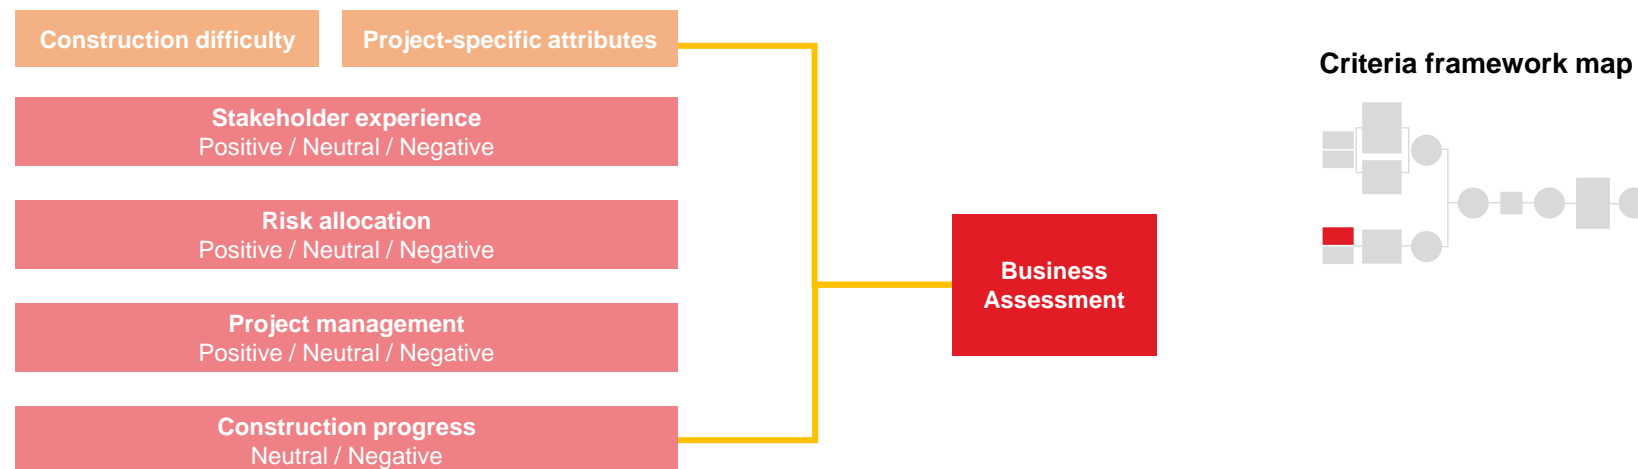 Construction difficulty
Project-specific attributes
Stakeholder experience
Positive / Neutral / Negative
Risk allocation
Positive / Neutral / Negative
Project management
Positive / Neutral / Negative
Construction progress
Neutral / Negative
Business
Assessment
Criteria framework map